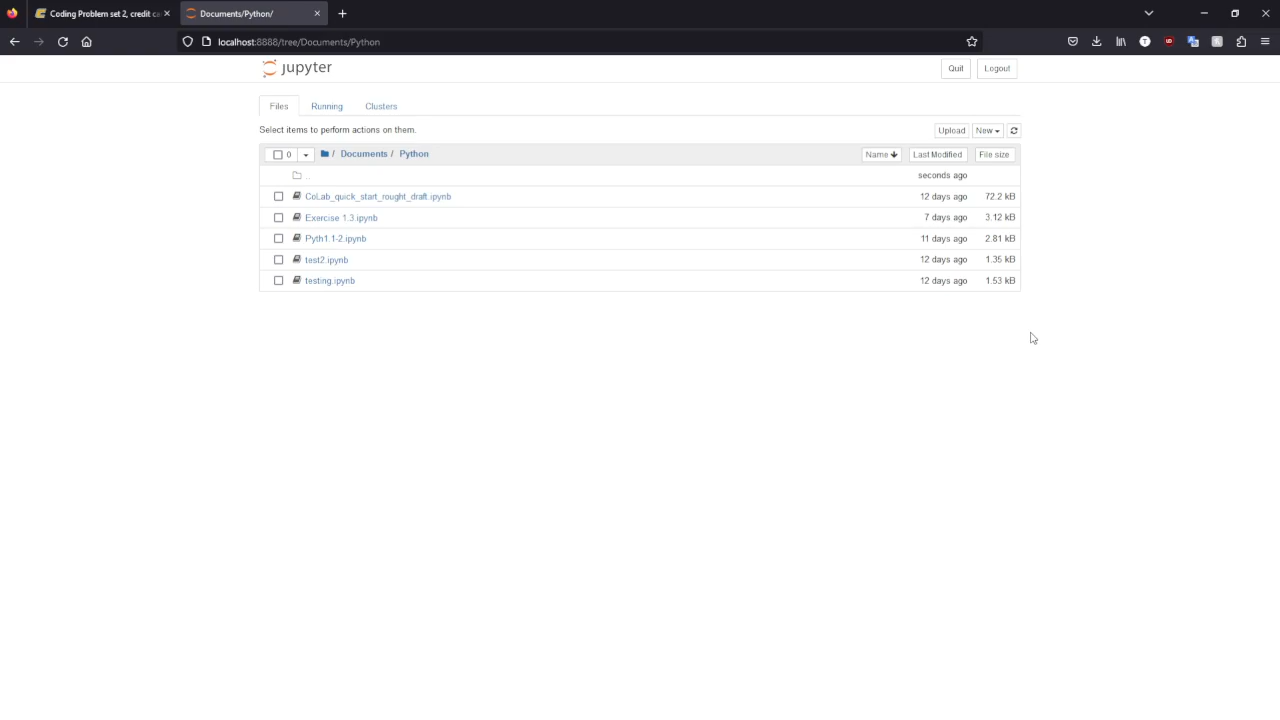 Coding Problem set 2, credit ca
Documents/Python/
localhost:8888/tree/Documents/Python
jupyter
Quit
Logout
Files
Running
Clusters
Select items to perform actions on them.
Upload
New
0
/ Documents / Python
Name
Last Modified
File size
..
seconds ago
CoLab_quick_start_rought_draft.ipynb
12 days ago
72.2 kB
Exercise 1.3.ipynb
7 days ago
3.12 kB
Pyth1.1-2.ipynb
11 days ago
2.81 kB
test2.ipynb
12 days ago
1.35 kB
testing.ipynb
12 days ago
1.53 kB